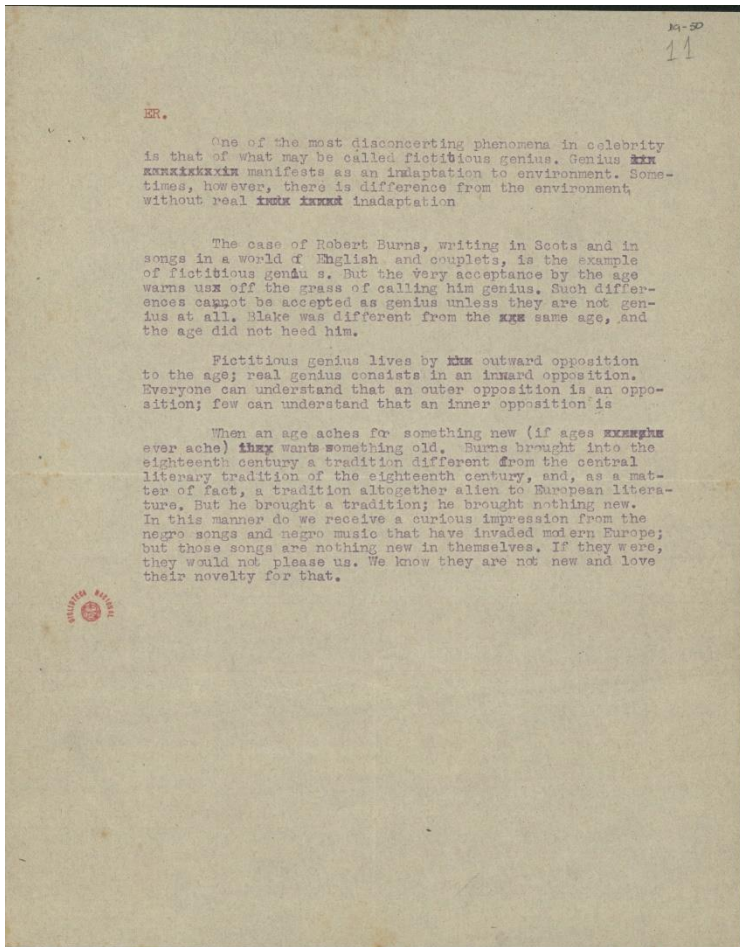 19-50
11
ER.
One of the most disconcerting phenomena in celebrity
is that of what may be called fictitious genius. Genius
manifests as an inadaptation to environment. Some-
times, however, there is difference from the environment,
without real inadaptation
The case of Robert Burns, writing in Scots and in
songs in a world of English and couplets, is the example
of fictitious geniu s. But the very acceptance by the age
warns usx off the grass of calling him genius. Such differ-
ences cannot be accepted as genius unless they are not gen-
ius at all. Blake was different from the same age, and
the age did not heed him.
Fictitious genius lives by outward opposition
to the age; real genius consists in an inward opposition.
Everyone can understand that an outer opposition is an oppo-
sition; few can understand that an inner opposition is
When an age aches for something new (if ages
ever ache) wants something old. Burns brought into the
eighteenth century a tradition different from the central
literary tradition of the eighteenth century, and, as a mat-
ter of fact, a tradition altogether alien to European litera-
ture. But he brought a tradition; he brought nothing new.
In this manner do we receive a curious impression from the
negro songs and negro music that have invaded modern Europe;
but those songs are nothing new in themselves. If they were,
they would not please us. We know they are not new and love
their novelty for that.
BIBLIOTECA NACIONAL